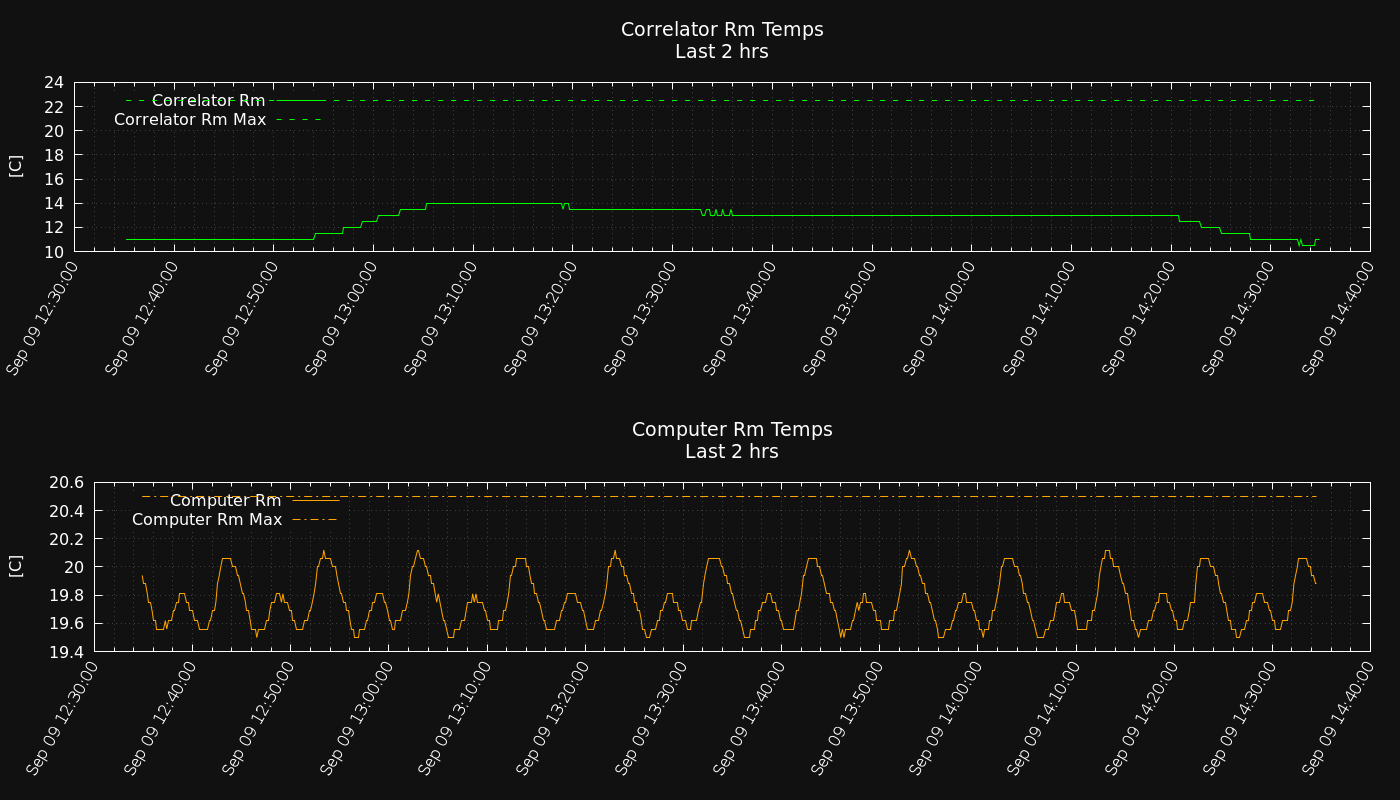 Correlator Rm Temps
Last 2 hrs
[C]
24
22
20
18
16
14
12
10
Correlator Rm
Correlator Rm Max
Sep 09 12:30:00
Sep 09 12:40:00
Sep 09 12:50:00
Sep 09 13:00:00
Sep 09 13:10:00
Sep 09 13:20:00
Sep 09 13:30:00
Sep 09 13:40:00
Sep 09 13:50:00
Sep 09 14:00:00
Sep 09 14:10:00
Sep 09 14:20:00
Sep 09 14:30:00
Sep 09 14:40:00
Computer Rm Temps
Last 2 hrs
[C]
20.6
20.4
20.2
20
19.8
19.6
19.4
Computer Rm
Computer Rm Max
Sep 09 12:30:00
Sep 09 12:40:00
Sep 09 12:50:00
Sep 09 13:00:00
Sep 09 13:10:00
Sep 09 13:20:00
Sep 09 13:30:00
Sep 09 13:40:00
Sep 09 13:50:00
Sep 09 14:00:00
Sep 09 14:10:00
Sep 09 14:20:00
Sep 09 14:30:00
Sep 09 14:40:00